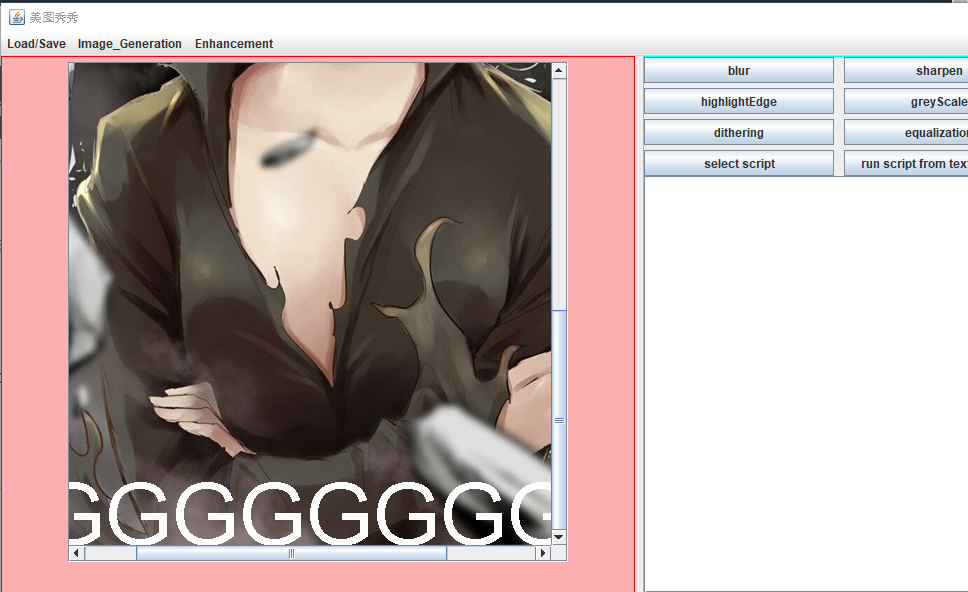 美图秀秀
Load/Save Image_Generation Enhancement
blur sharpen
highlightEdge greyScale
dithering equalization
select script run script from tex
GGGGGGGG